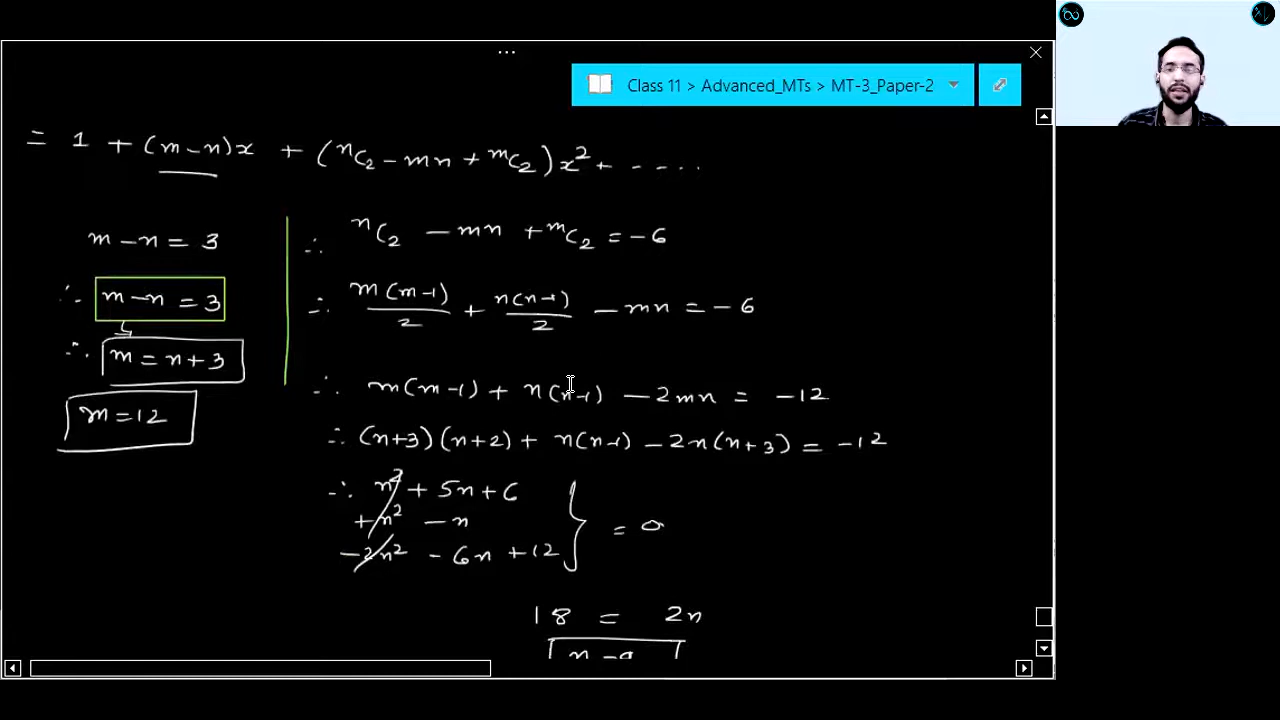 ...
Class 11 > Advanced_MTs > MT-3_Paper-2
= 1 + (m-n)x + (ⁿC₂ - mn + ᵐC₂)x² + - - - . .
m - n = 3
∴ m - n = 3
∴ m = n + 3
m = 12
∴ ⁿC₂ - mn + ᵐC₂ = -6
∴ m(m-1)/2 + n(n-1)/2 - mn = -6
∴ m(m-1) + n(n-1) - 2mn = -12
∴ (n+3)(n+2) + n(n-1) - 2n(n+3) = -12
∴ n² + 5n + 6
+n² - n
-2n² - 6n + 12 } = 0
18 = 2n
n = 9